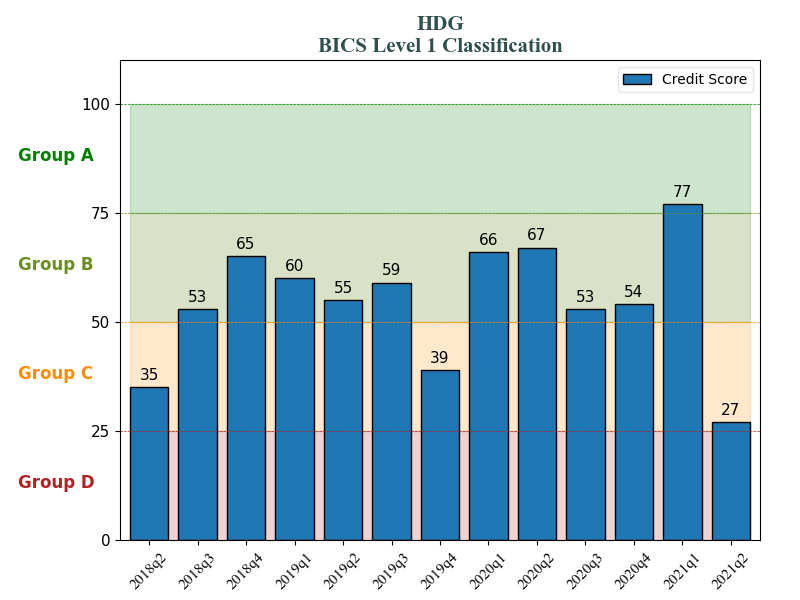 HDG
BICS Level 1 Classification
Credit Score
100
75
50
25
0
Group A
Group B
Group C
Group D
35
53
65
60
55
59
39
66
67
53
54
77
27
2018q2
2018q3
2018q4
2019q1
2019q2
2019q3
2019q4
2020q1
2020q2
2020q3
2020q4
2021q1
2021q2